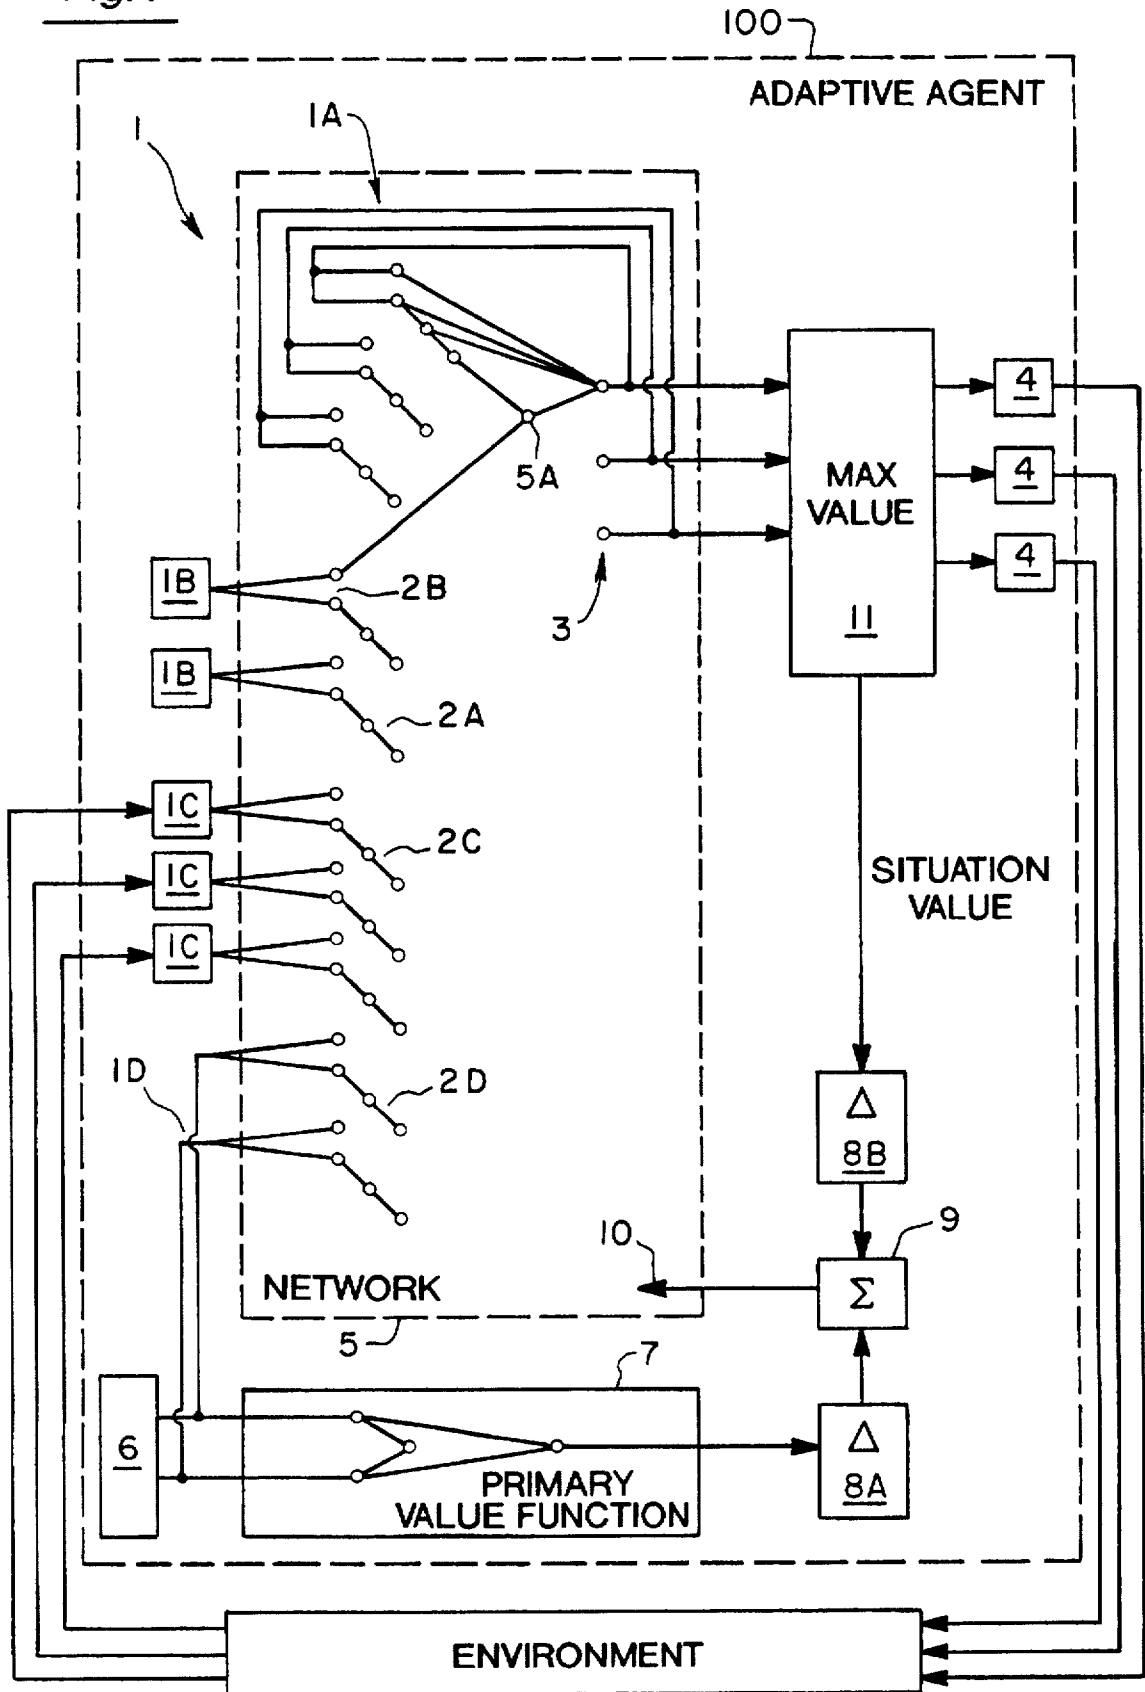 100
ADAPTIVE AGENT
1
1A
4
5A
MAX
VALUE
4
1B
2B
4
3
11
1B
2A
1C
2C
SITUATION
VALUE
1C
1C
1D
2D
Δ
8B
10
9
NETWORK
Σ
5
7
6
Δ
8A
PRIMARY
VALUE FUNCTION
ENVIRONMENT